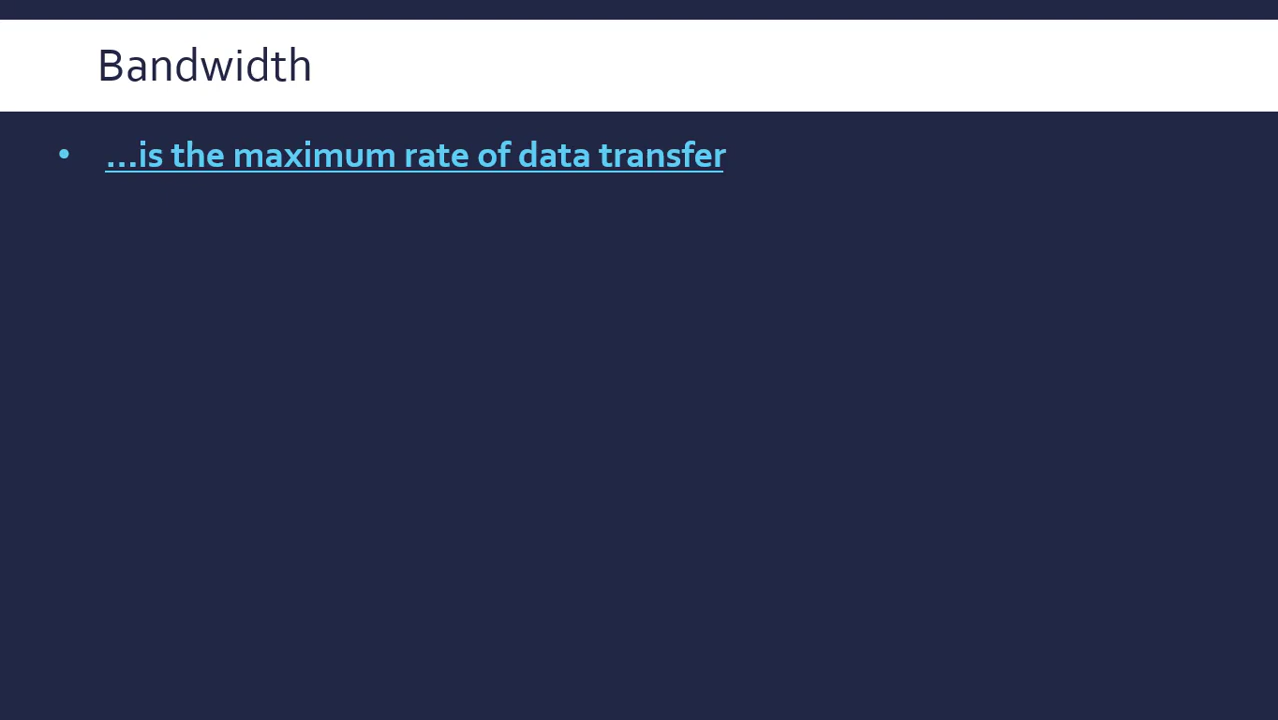 Bandwidth
• ...is the maximum rate of data transfer